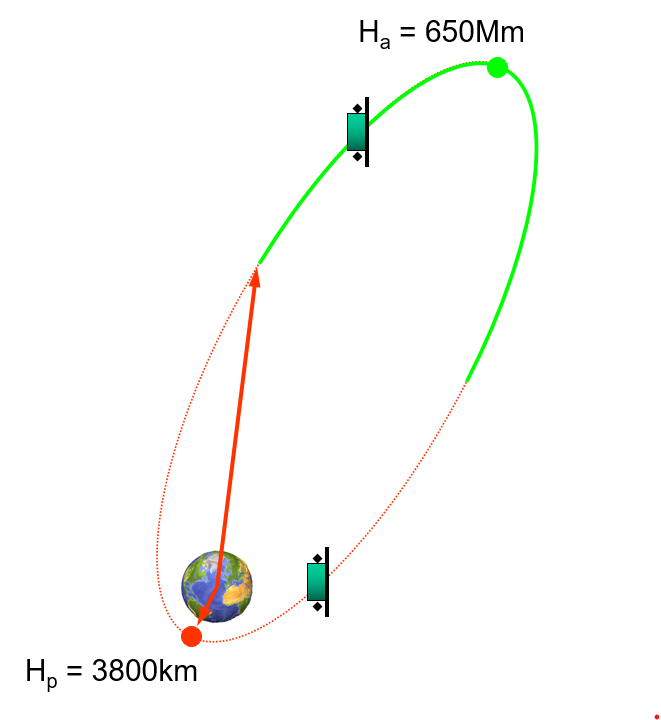 Hₐ = 650Mm
Hₚ = 3800km